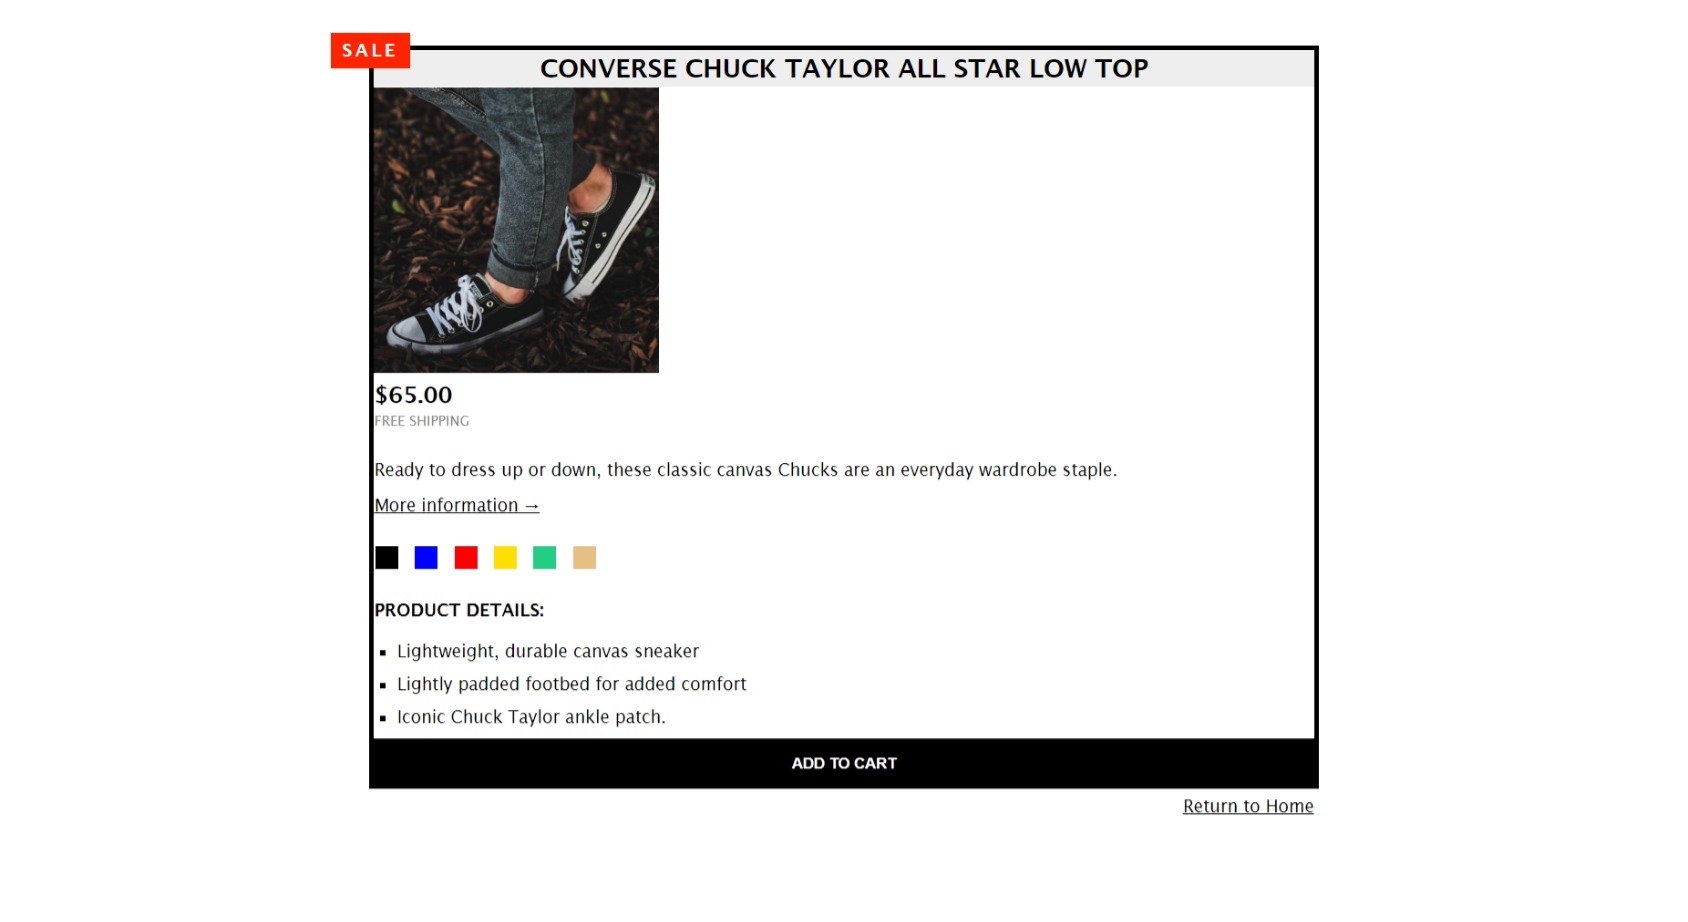 SALE
CONVERSE CHUCK TAYLOR ALL STAR LOW TOP
$65.00
FREE SHIPPING
Ready to dress up or down, these classic canvas Chucks are an everyday wardrobe staple.
More information →
PRODUCT DETAILS:
Lightweight, durable canvas sneaker
Lightly padded footbed for added comfort
Iconic Chuck Taylor ankle patch.
ADD TO CART
Return to Home